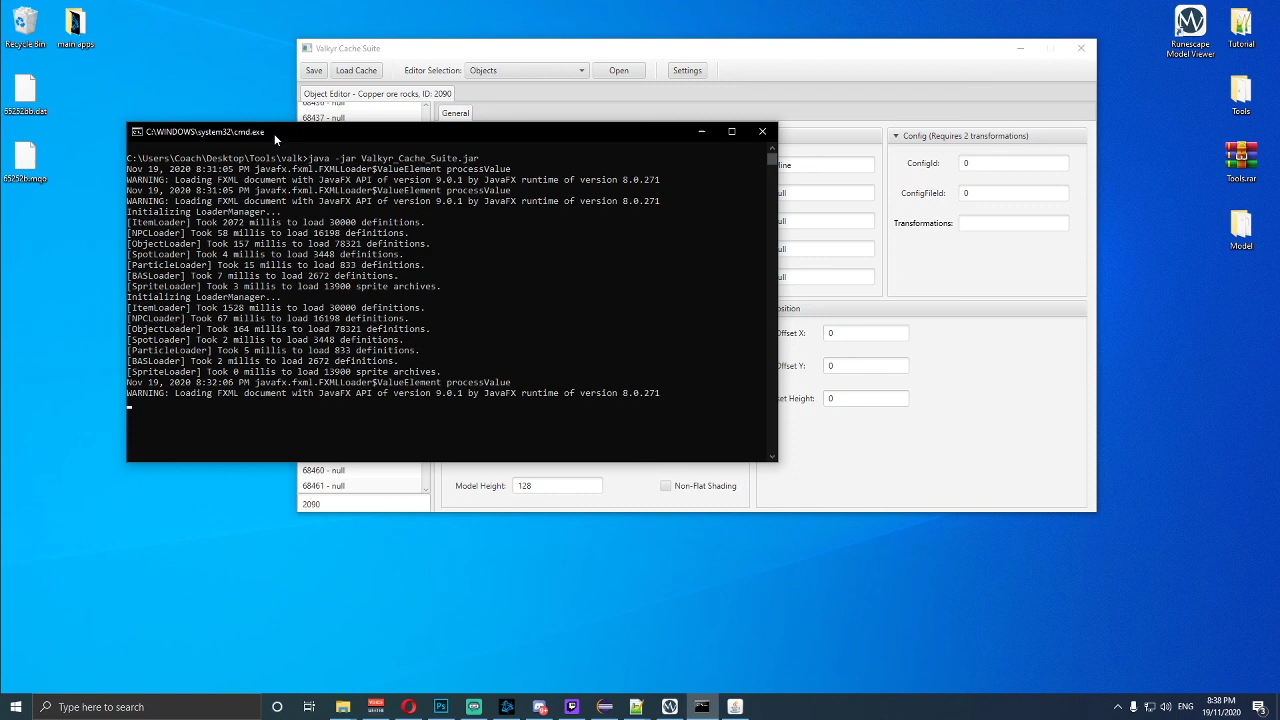 Recycle Bin
main apps
65252bb.dat
65252b.mqo
Runescape
Model Viewer
Tutorial
Tools
Tools.rar
Model
Valkyr Cache Suite
Save
Load Cache
Editor Selection:
Objects
Open
Settings
Object Editor - Copper ore rocks, ID: 2090
68436 - null
68437 - null
General
C:\WINDOWS\system32\cmd.exe
C:\Users\Coach\Desktop\Tools\valk>java -jar Valkyr_Cache_Suite.jar
Nov 19, 2020 8:31:05 PM javafx.fxml.FXMLLoader$ValueElement processValue
WARNING: Loading FXML document with JavaFX API of version 9.0.1 by JavaFX runtime of version 8.0.271
Nov 19, 2020 8:31:05 PM javafx.fxml.FXMLLoader$ValueElement processValue
WARNING: Loading FXML document with JavaFX API of version 9.0.1 by JavaFX runtime of version 8.0.271
Initializing LoaderManager...
[ItemLoader] Took 2072 millis to load 30000 definitions.
[NPCLoader] Took 58 millis to load 16198 definitions.
[ObjectLoader] Took 157 millis to load 78321 definitions.
[SpotLoader] Took 4 millis to load 3448 definitions.
[ParticleLoader] Took 15 millis to load 833 definitions.
[BASLoader] Took 7 millis to load 2672 definitions.
[SpriteLoader] Took 3 millis to load 13900 sprite archives.
Initializing LoaderManager...
[ItemLoader] Took 1528 millis to load 30000 definitions.
[NPCLoader] Took 67 millis to load 16198 definitions.
[ObjectLoader] Took 164 millis to load 78321 definitions.
[SpotLoader] Took 2 millis to load 3448 definitions.
[ParticleLoader] Took 5 millis to load 833 definitions.
[BASLoader] Took 2 millis to load 2672 definitions.
[SpriteLoader] Took 0 millis to load 13900 sprite archives.
Nov 19, 2020 8:32:06 PM javafx.fxml.FXMLLoader$ValueElement processValue
WARNING: Loading FXML document with JavaFX API of version 9.0.1 by JavaFX runtime of version 8.0.271
Config (Requires 2 transformations)
ConfigId:
0
ConfigFileId:
0
Transformations:
Offset X:
0
Offset Y:
0
set Height:
0
68460 - null
68461 - null
2090
Model Height:
128
Non-Flat Shading
Type here to search
Ps
ENG
8:38 PM
19/11/2020